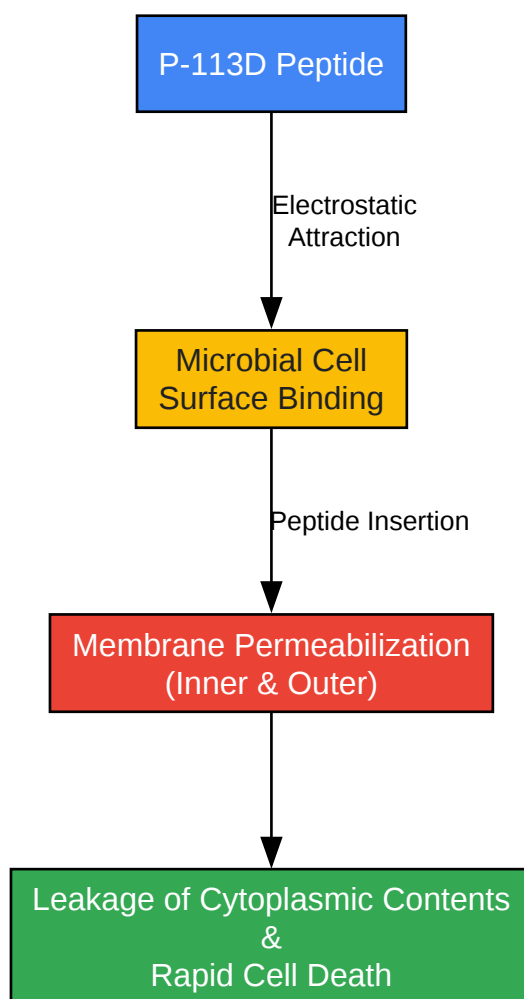 P-113D Peptide
Electrostatic
Attraction
Microbial Cell
Surface Binding
Peptide Insertion
Membrane Permeabilization
(Inner & Outer)
Leakage of Cytoplasmic Contents
&
Rapid Cell Death